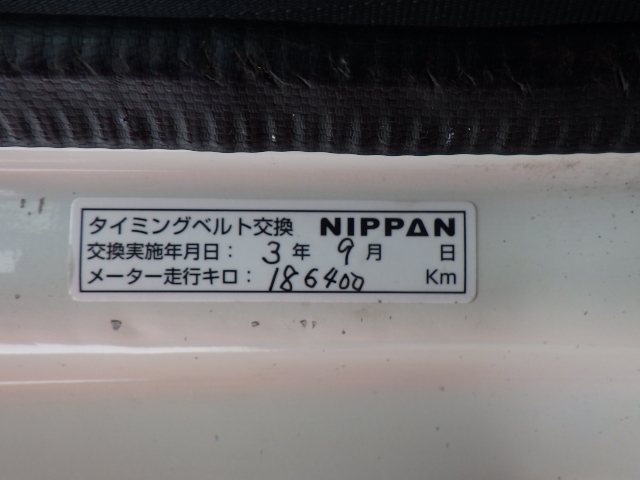 タイミングベルト交換 NIPPAN
交換実施年月日： 3 年 9 月 日
メーター走行キロ： 186400 Km